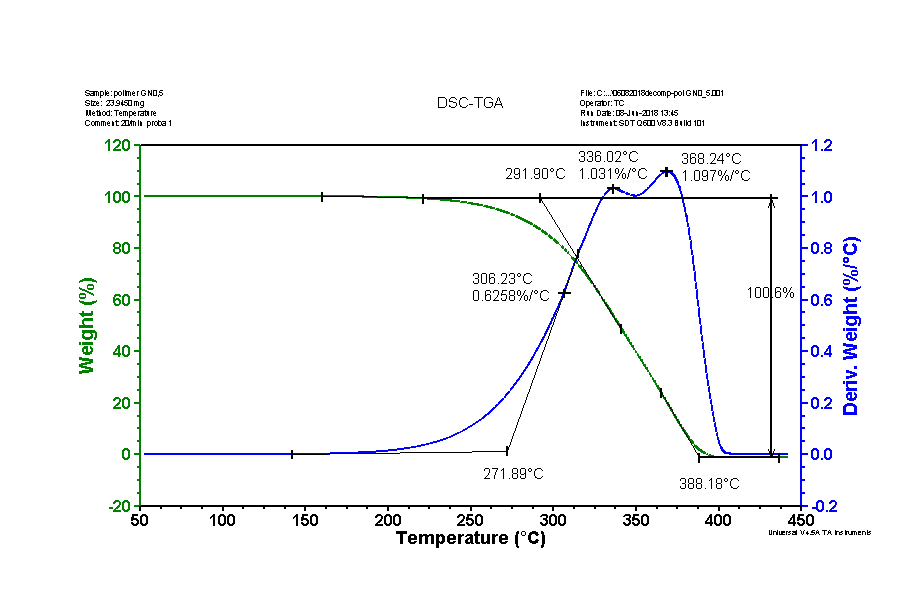 Sample: polimer GN0,5
Size: 23.9450 mg
Method: Temperature
Comment: 20/min proba 1
DSC-TGA
File: C:...\06082018decomp-pol GN0_5.001
Operator: TC
Run Date: 08-Jun-2018 13:45
Instrument: SDT Q600 V8.3 Build 101
120
100
80
60
40
20
0
-20
Weight (%)
291.90°C
336.02°C
1.031%/°C
368.24°C
1.097%/°C
306.23°C
0.6258%/°C
100.6%
271.89°C
388.18°C
1.2
1.0
0.8
0.6
0.4
0.2
0.0
-0.2
Deriv. Weight (%/°C)
50 100 150 200 250 300 350 400 450
Temperature (°C)
Universal V4.5A TA Instruments